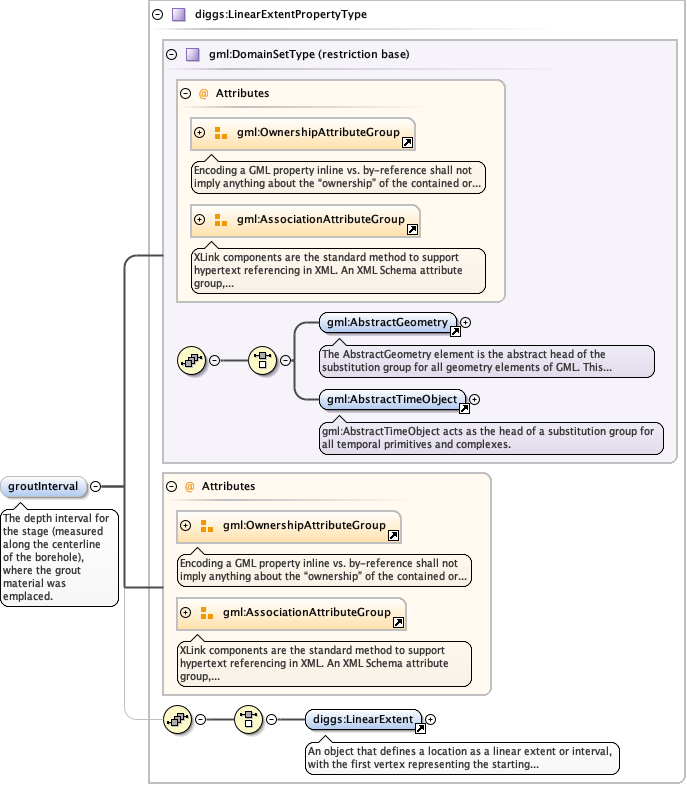 diggs:LinearExtentPropertyType
gml:DomainSetType (restriction base)
@ Attributes
gml:OwnershipAttributeGroup
Encoding a GML property inline vs. by-reference shall not
imply anything about the “ownership” of the contained or...
gml:AssociationAttributeGroup
XLink components are the standard method to support
hypertext referencing in XML. An XML Schema attribute
group,...
gml:AbstractGeometry
The AbstractGeometry element is the abstract head of the
substitution group for all geometry elements of GML. This...
gml:AbstractTimeObject
gml:AbstractTimeObject acts as the head of a substitution group for
all temporal primitives and complexes.
groutInterval
The depth interval for
the stage (measured
along the centerline
of the borehole),
where the grout
material was
emplaced.
@ Attributes
gml:OwnershipAttributeGroup
Encoding a GML property inline vs. by-reference shall not
imply anything about the “ownership” of the contained or...
gml:AssociationAttributeGroup
XLink components are the standard method to support
hypertext referencing in XML. An XML Schema attribute
group,...
diggs:LinearExtent
An object that defines a location as a linear extent or interval,
with the first vertex representing the starting...